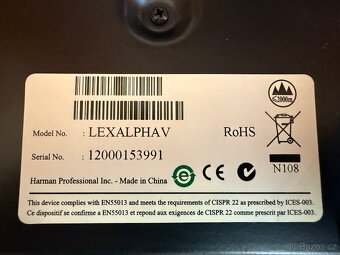 ≤2000m
Model No. : LEXALPHAV RoHS
Serial No. : 12000153991
N108
Harman Professional Inc. - Made in China
This device complies with EN55013 and meets the requirements of CISPR 22 as prescribed by ICES-003.
Ce dispositif se confirme a EN55013 et repond aux exigences de CISPR 22 comme prescrit par ICES-003.